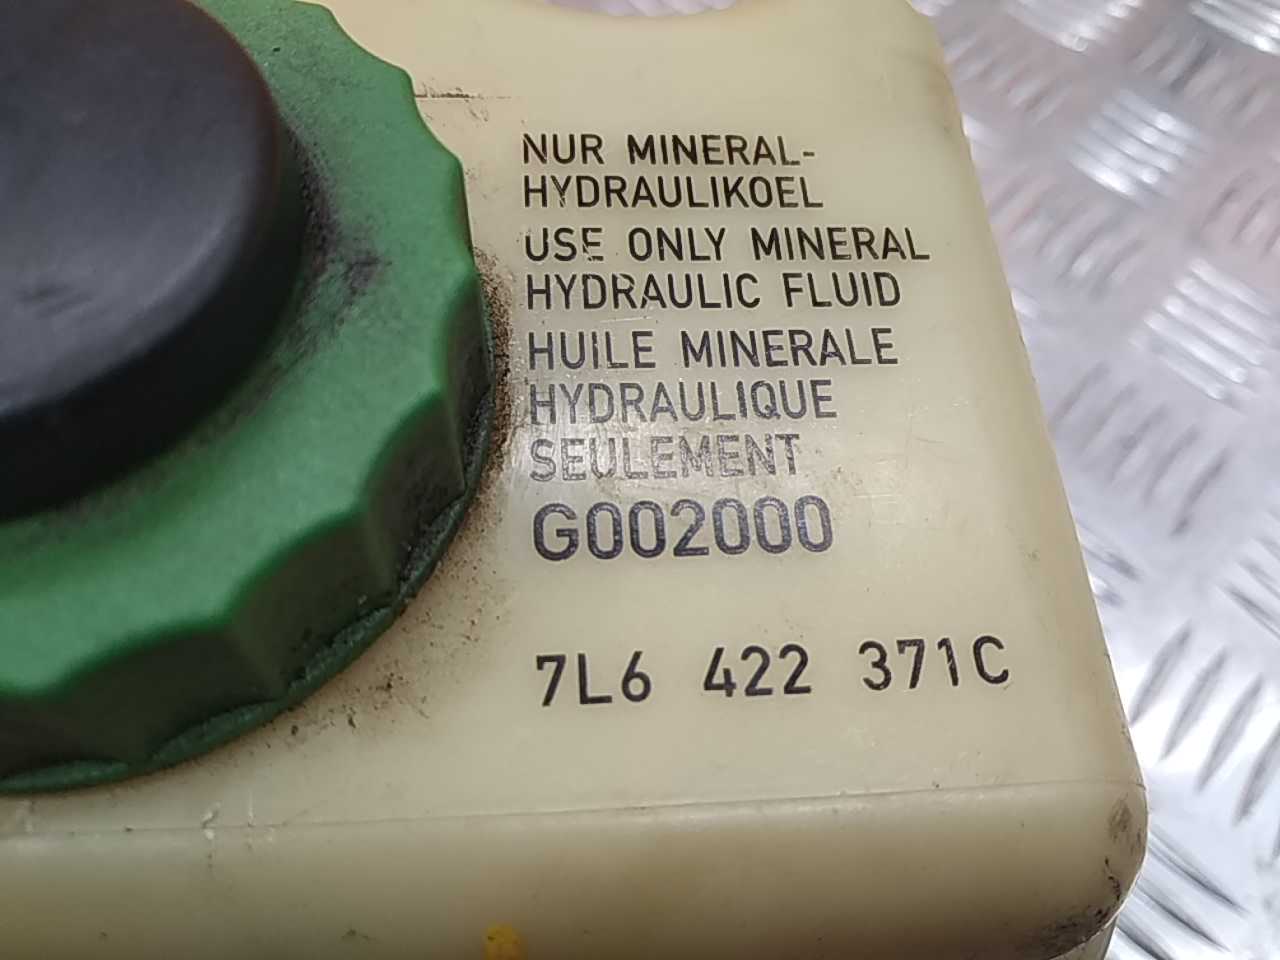 NUR MINERAL-
HYDRAULIKOEL
USE ONLY MINERAL
HYDRAULIC FLUID
HUILE MINERALE
HYDRAULIQUE
SEULEMENT
G002000
7L6 422 371C